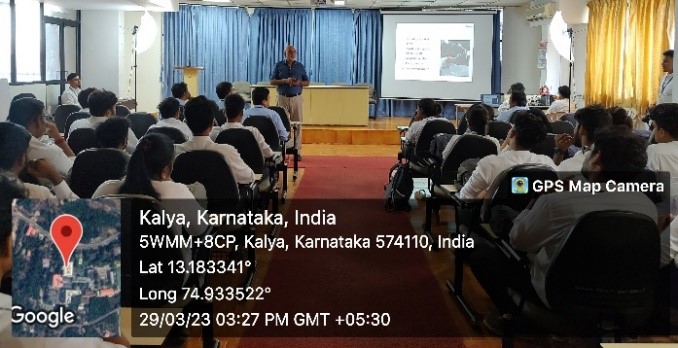 GPS Map Camera
Kalya, Karnataka, India
5WMM+8CP, Kalya, Karnataka 574110, India
Lat 13.183341°
Long 74.933522°
29/03/23 03:27 PM GMT +05:30
Google